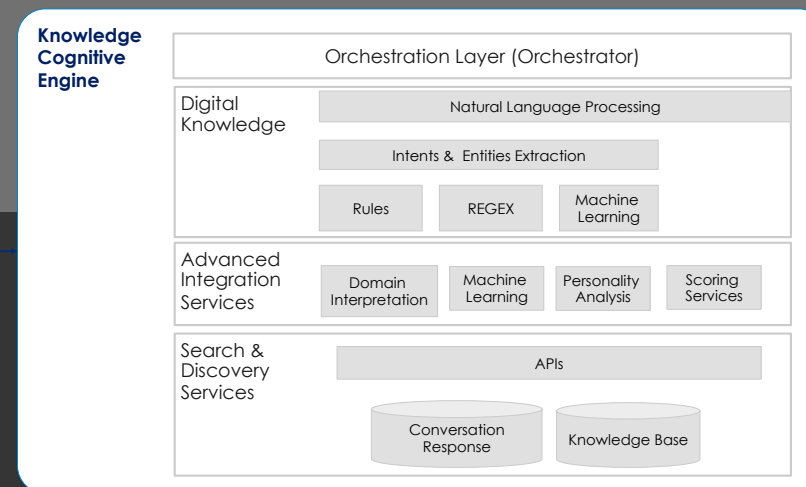 Knowledge
Cognitive
Engine
Orchestration Layer (Orchestrator)
Digital
Knowledge
Natural Language Processing
Intents & Entities Extraction
Rules
REGEX
Machine
Learning
Advanced
Integration
Services
Domain
Interpretation
Machine
Learning
Personality
Analysis
Scoring
Services
Search &
Discovery
Services
APIs
Conversation
Response
Knowledge Base